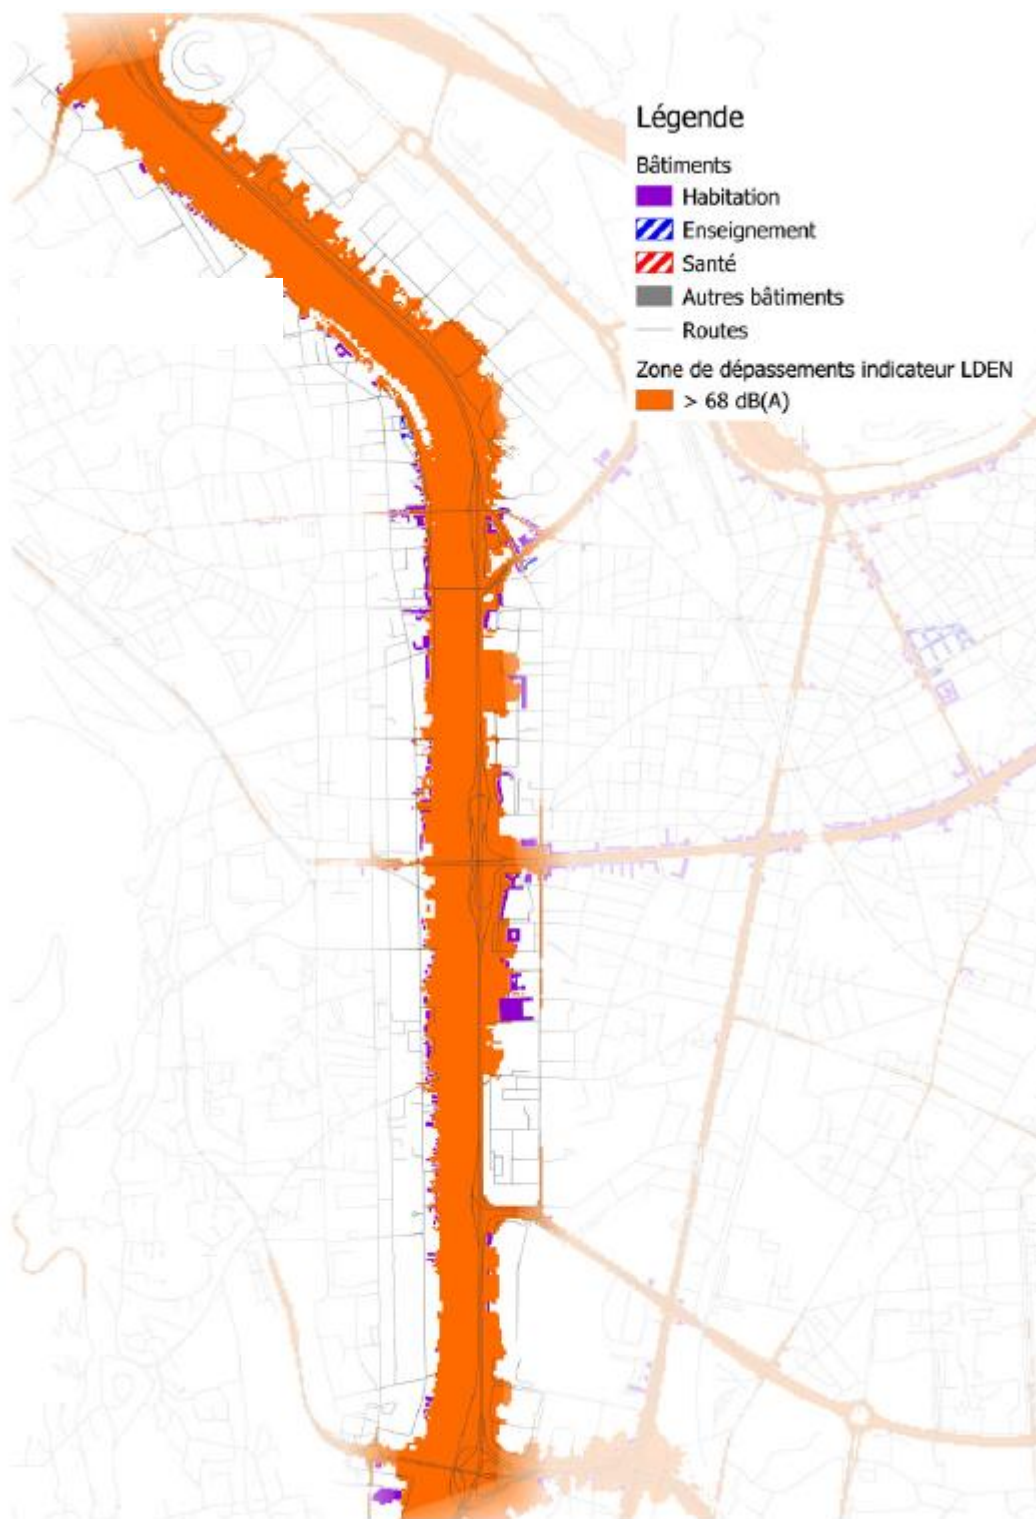 Légende
Bâtiments
Habitation
Enseignement
Santé
Autres bâtiments
Routes
Zone de dépassements indicateur LDEN
> 68 dB(A)